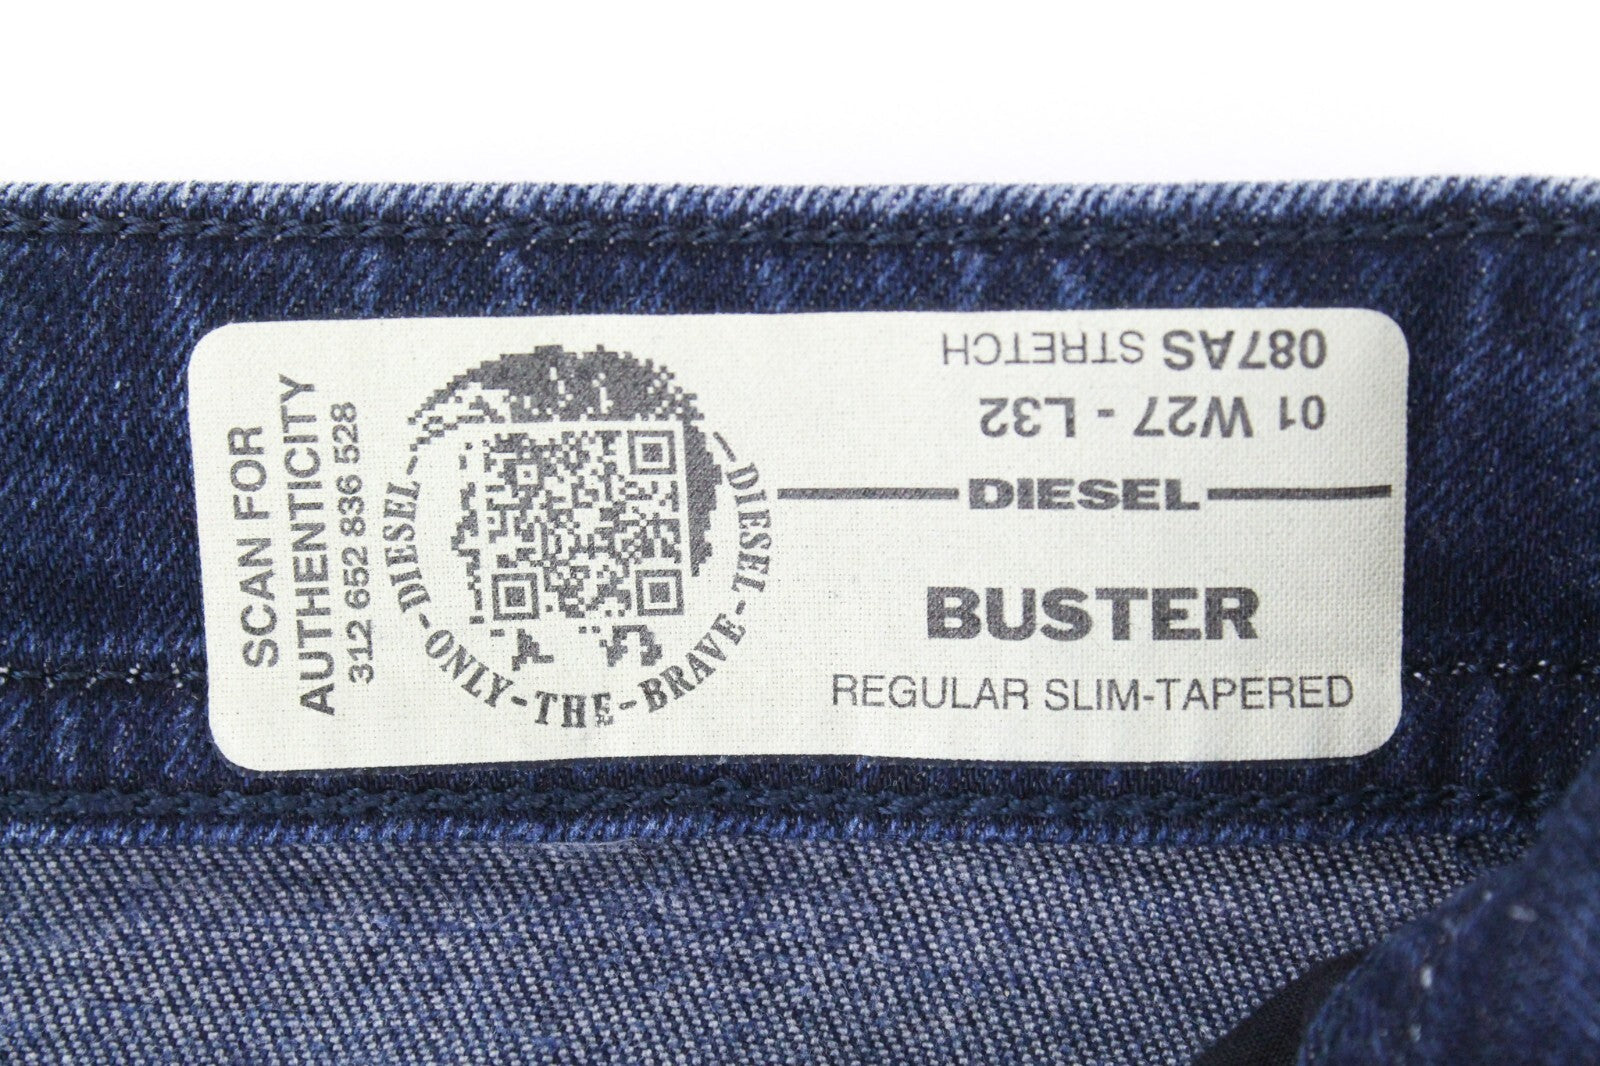 SCAN FOR
AUTHENTICITY
312 652 836 528
DIESEL-ONLY-THE-BRAVE-DIESEL
087AS STRETCH
01 W27 - L32
DIESEL
BUSTER
REGULAR SLIM-TAPERED